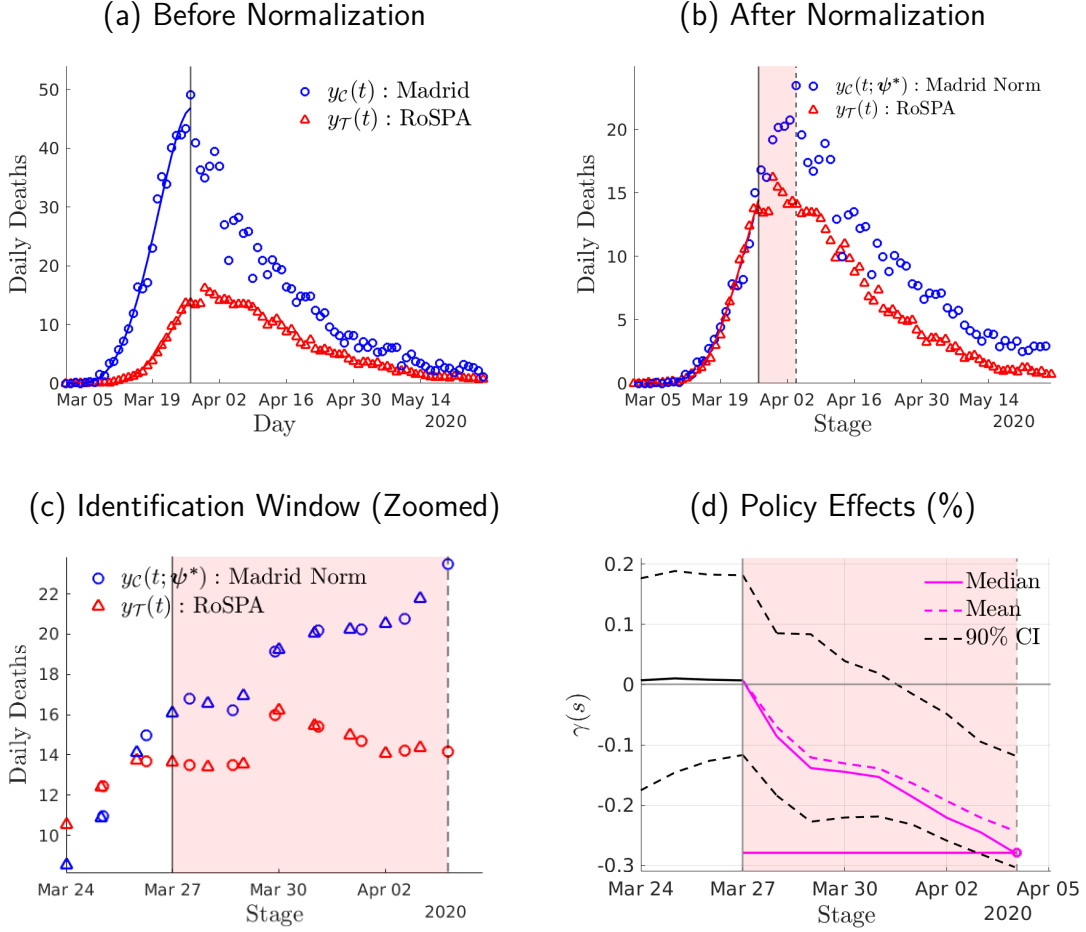 (a) Before Normalization
(b) After Normalization
50
40
30
20
10
0
Daily Deaths
y_C(t) : Madrid
y_T(t) : RoSPA
Mar 05 Mar 19 Apr 02 Apr 16 Apr 30 May 14
Day
2020
20
15
10
5
0
Daily Deaths
y_C(t; ψ*) : Madrid Norm
y_T(t) : RoSPA
Mar 05 Mar 19 Apr 02 Apr 16 Apr 30 May 14
Stage
2020
(c) Identification Window (Zoomed)
(d) Policy Effects (%)
22
20
18
16
14
12
10
Daily Deaths
y_C(t; ψ*) : Madrid Norm
y_T(t) : RoSPA
Mar 24 Mar 27 Mar 30 Apr 02
Stage
2020
0.2
0.1
0
-0.1
-0.2
-0.3
γ(s)
Median
Mean
90% CI
Mar 24 Mar 27 Mar 30 Apr 02 Apr 05
Stage
2020